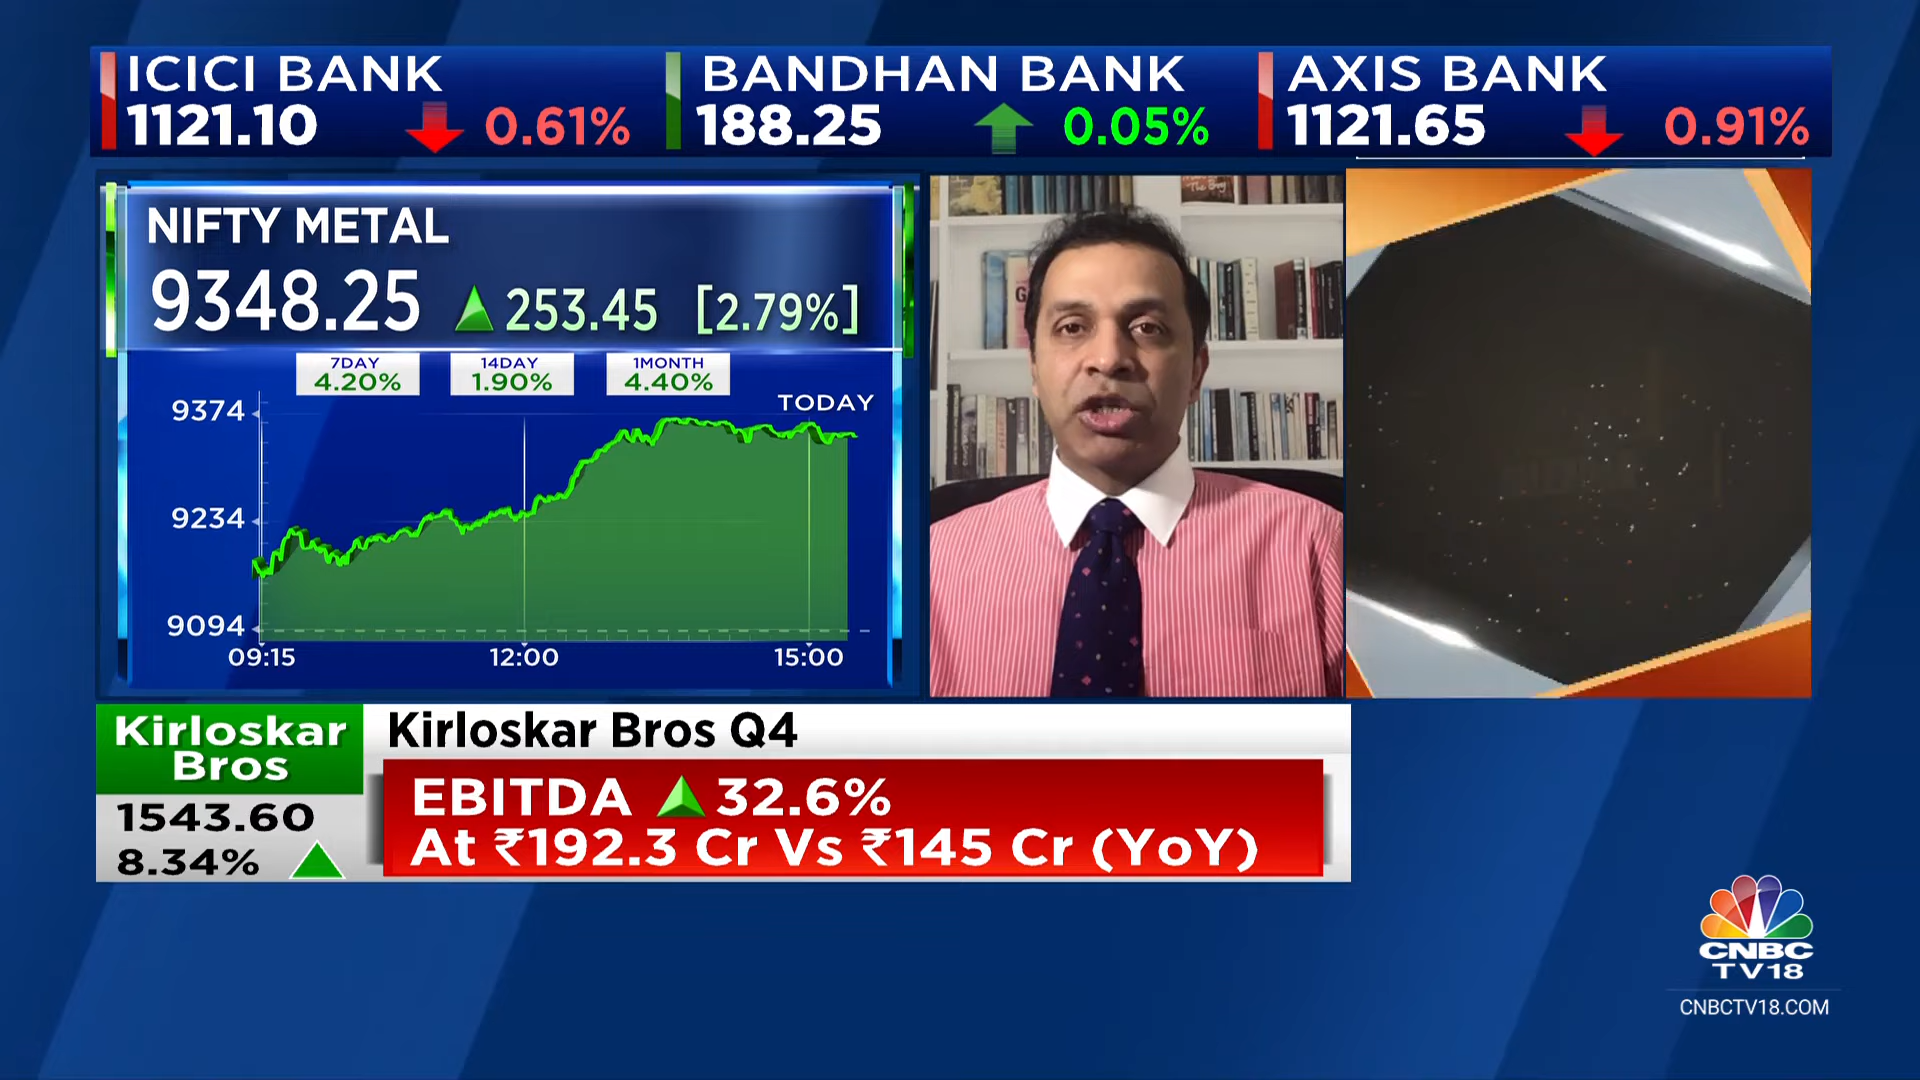 ICICI BANK
1121.10 0.61%
BANDHAN BANK
188.25 0.05%
AXIS BANK
1121.65 0.91%
NIFTY METAL
9348.25 253.45 [2.79%]
7DAY
4.20%
14DAY
1.90%
1MONTH
4.40%
TODAY
9374
9234
9094
09:15 12:00 15:00
Kirloskar
Bros
1543.60
8.34%
Kirloskar Bros Q4
EBITDA 32.6%
At ₹192.3 Cr Vs ₹145 Cr (YoY)
CNBC
TV18
CNBCTV18.COM